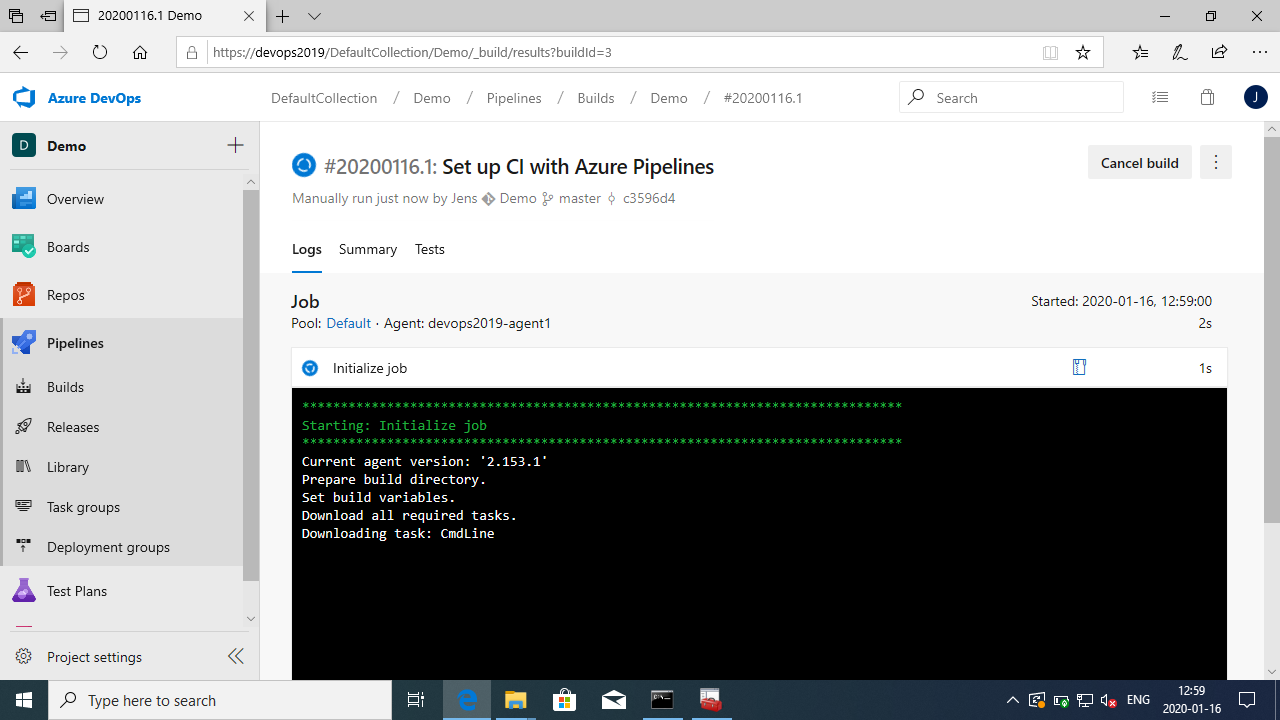 20200116.1 Demo
https://devops2019/DefaultCollection/Demo/_build/results?buildId=3
Azure DevOps
DefaultCollection / Demo / Pipelines / Builds / Demo / #20200116.1
Search
J
D Demo
Overview
Boards
Repos
Pipelines
Builds
Releases
Library
Task groups
Deployment groups
Test Plans
Project settings
#20200116.1: Set up CI with Azure Pipelines
Cancel build
Manually run just now by Jens Demo master c3596d4
Logs Summary Tests
Job
Started: 2020-01-16, 12:59:00
Pool: Default · Agent: devops2019-agent1
2s
Initialize job
1s
******************************************************************************
Starting: Initialize job
******************************************************************************
Current agent version: '2.153.1'
Prepare build directory.
Set build variables.
Download all required tasks.
Downloading task: CmdLine
Type here to search
ENG
12:59
2020-01-16